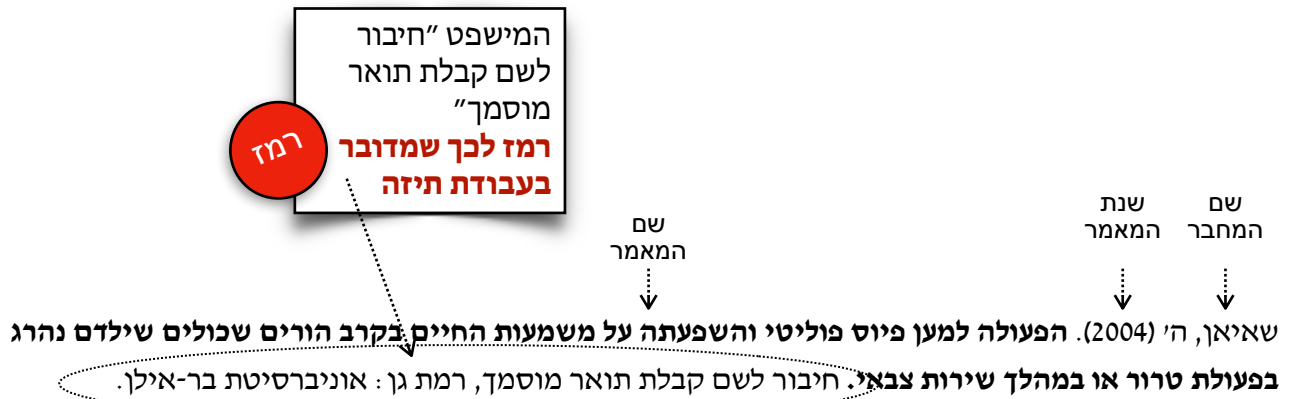 המישפט "חיבור
לשם קבלת תואר
מוסמך"
רמז לכך שמדובר
בעבודת תיזה
רמז
שם
המחבר
שנת
המאמר
שם
המאמר
שאיאן, ה' (2004). הפעולה למען פיוס פוליטי והשפעתה על משמעות החיים בקרב הורים שכולים שילדם נהרג
בפעולת טרור או במהלך שירות צבאי. חיבור לשם קבלת תואר מוסמך, רמת גן: אוניברסיטת בר-אילן.